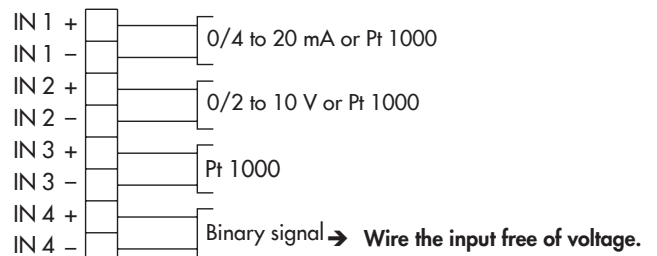 IN 1 +
0/4 to 20 mA or Pt 1000
IN 1 –
IN 2 +
0/2 to 10 V or Pt 1000
IN 2 –
IN 3 +
Pt 1000
IN 3 –
IN 4 +
Binary signal ➔ Wire the input free of voltage.
IN 4 –